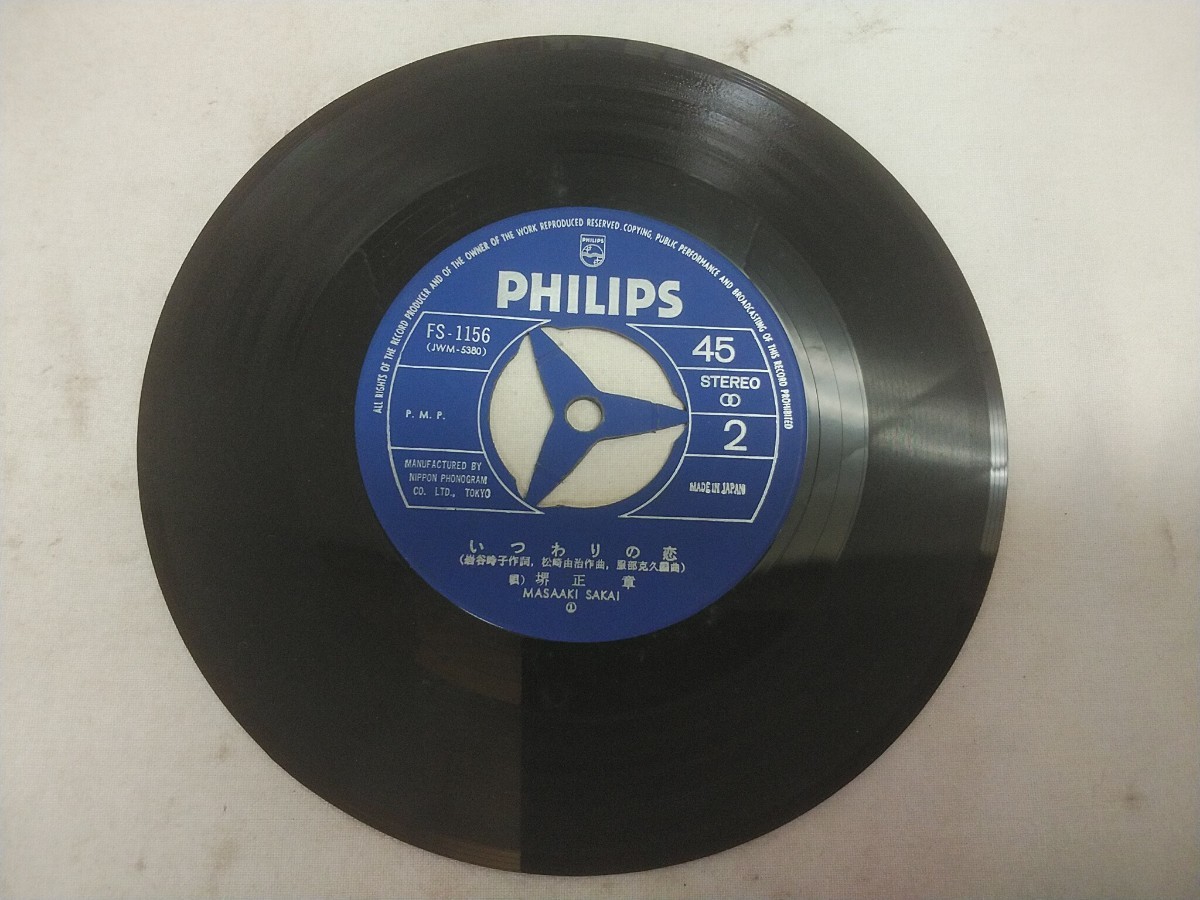 ALL RIGHTS OF THE RECORD PRODUCER AND OF THE OWNER OF THE WORK REPRODUCED RESERVED. COPYING, PUBLIC PERFORMANCE AND BROADCASTING OF THIS RECORD PROHIBITED
PHILIPS
PHILIPS
FS-1156
(JWM-5380)
P. M. P.
MANUFACTURED BY
NIPPON PHONOGRAM
CO. LTD., TOKYO
45
STEREO
2
MADE IN JAPAN
いつわりの恋
(岩谷時子作詞, 松崎由治作曲, 服部克久編曲)
唄) 堺正章
MASAAKI SAKAI
①